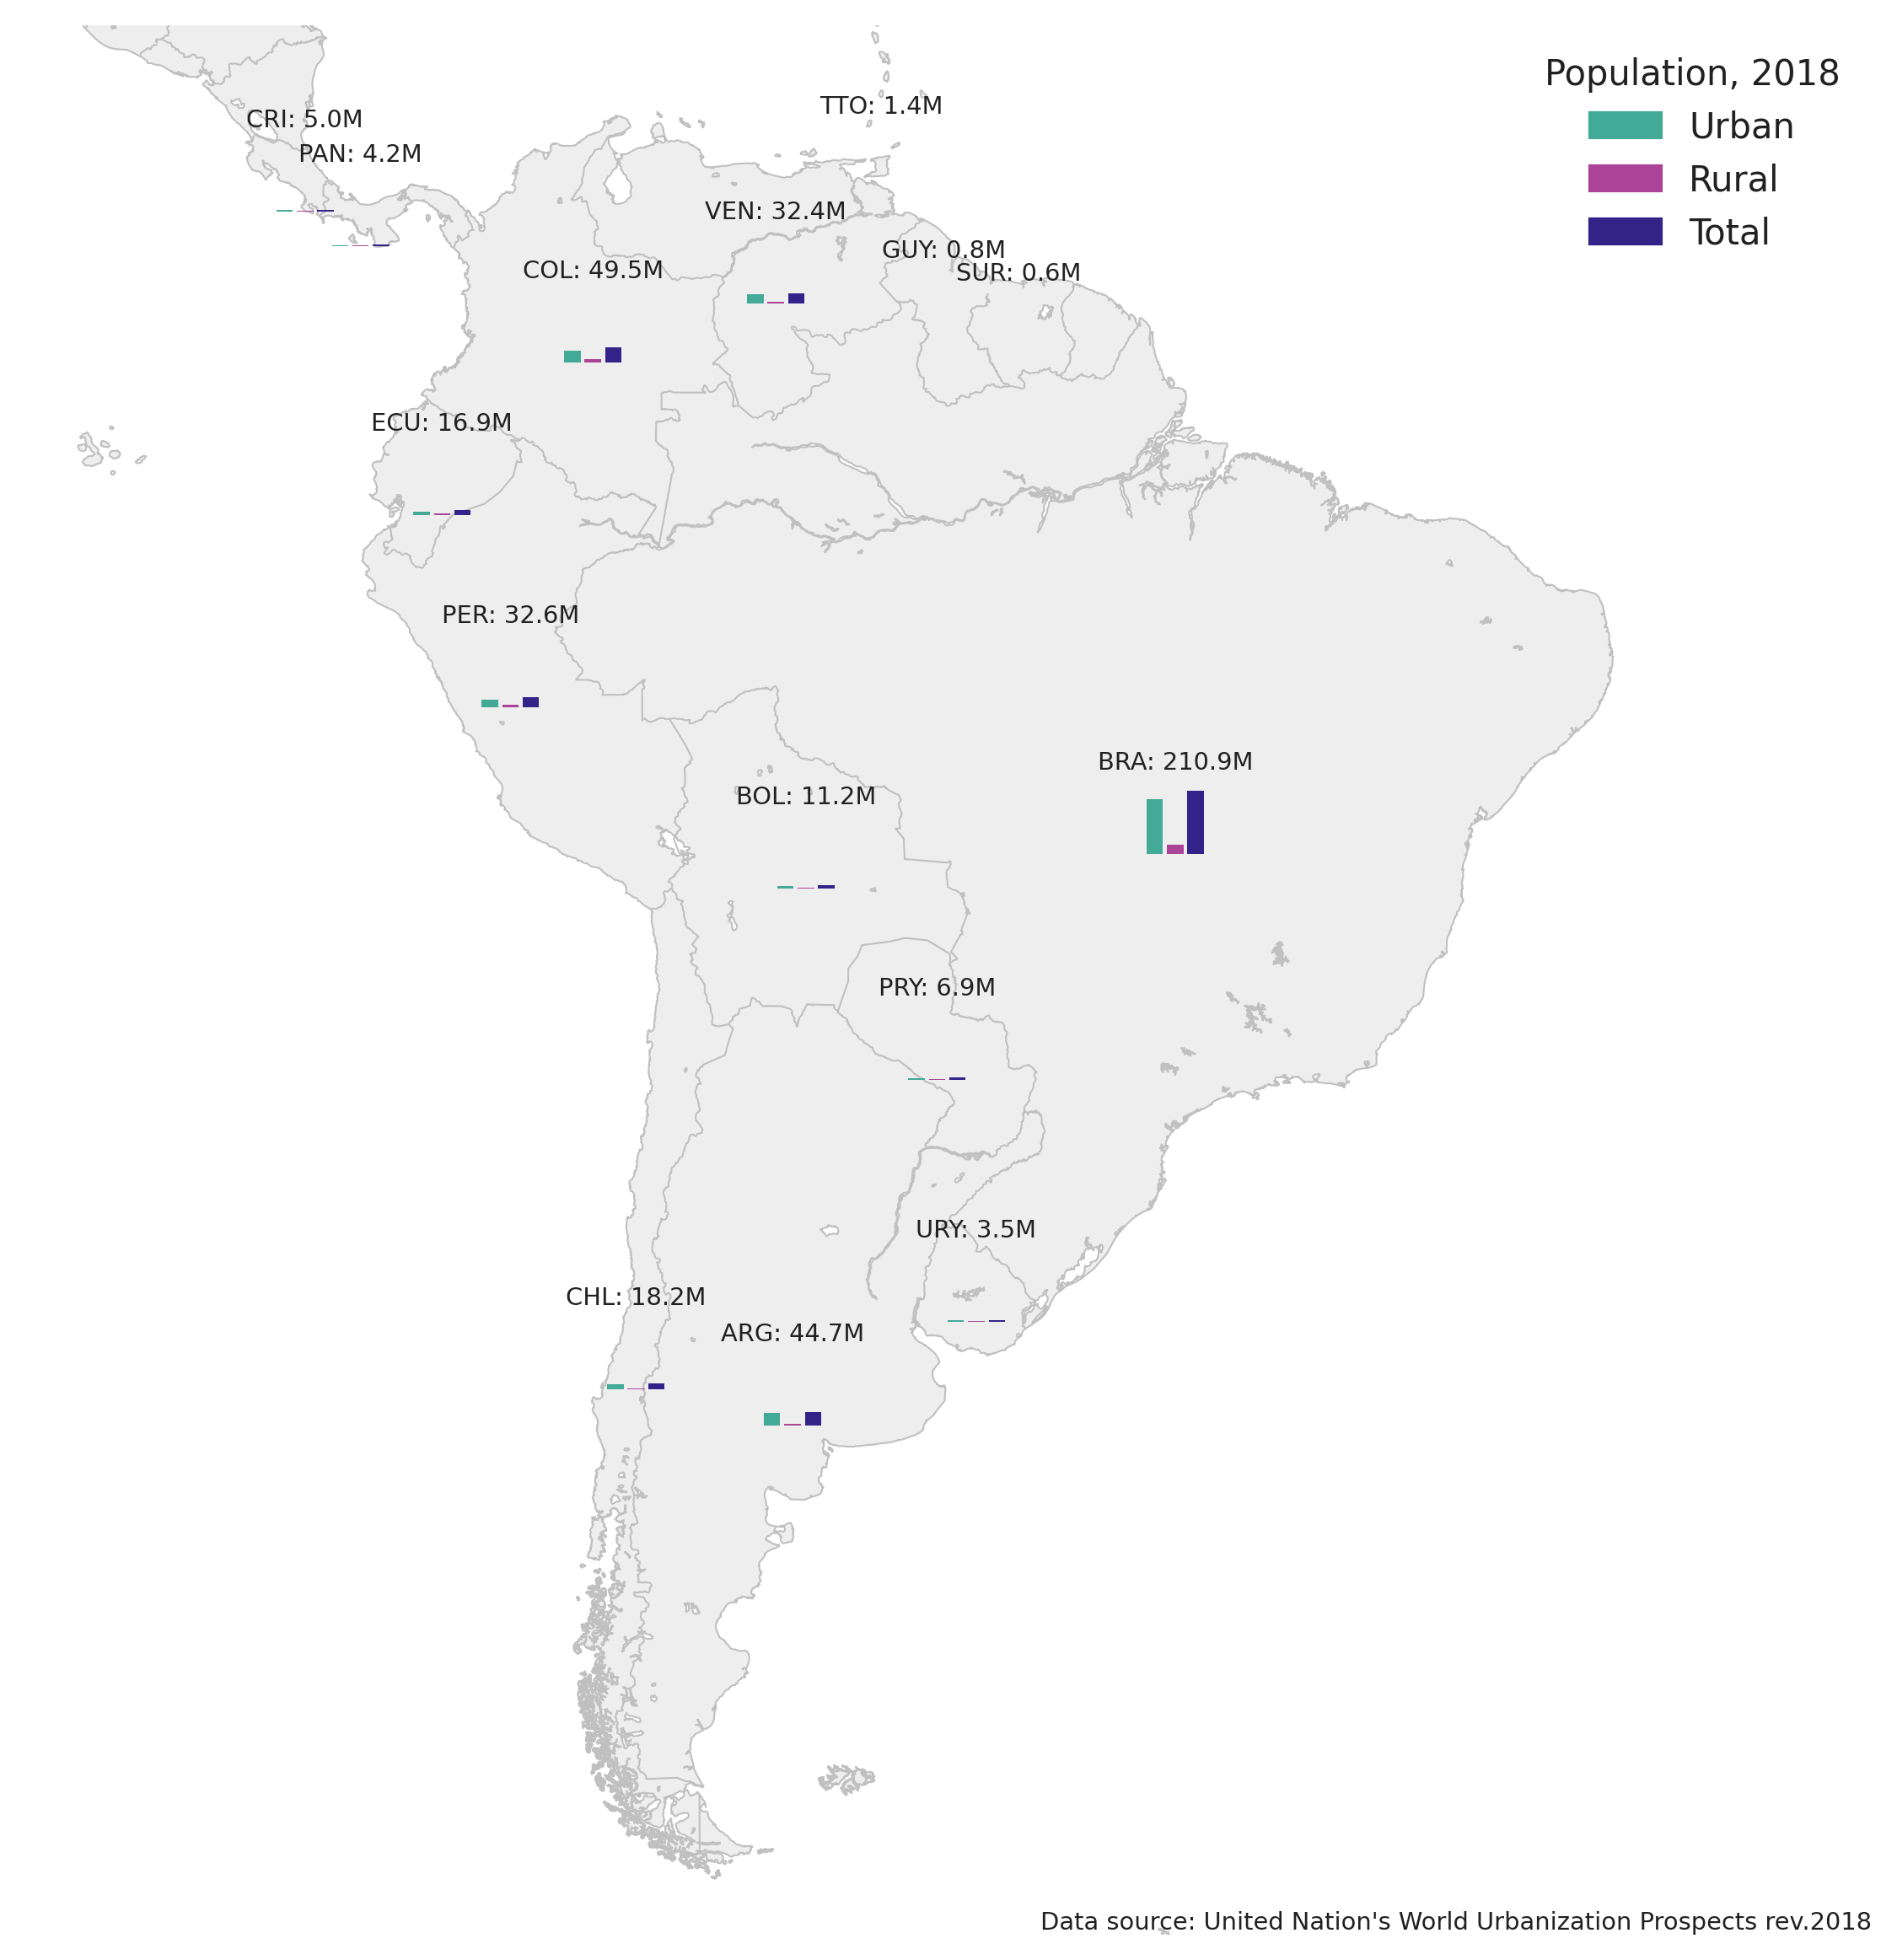 Population, 2018
Urban
Rural
Total
TTO: 1.4M
CRI: 5.0M
PAN: 4.2M
VEN: 32.4M
GUY: 0.8M
SUR: 0.6M
COL: 49.5M
ECU: 16.9M
PER: 32.6M
BRA: 210.9M
BOL: 11.2M
PRY: 6.9M
URY: 3.5M
CHL: 18.2M
ARG: 44.7M
Data source: United Nation's World Urbanization Prospects rev.2018